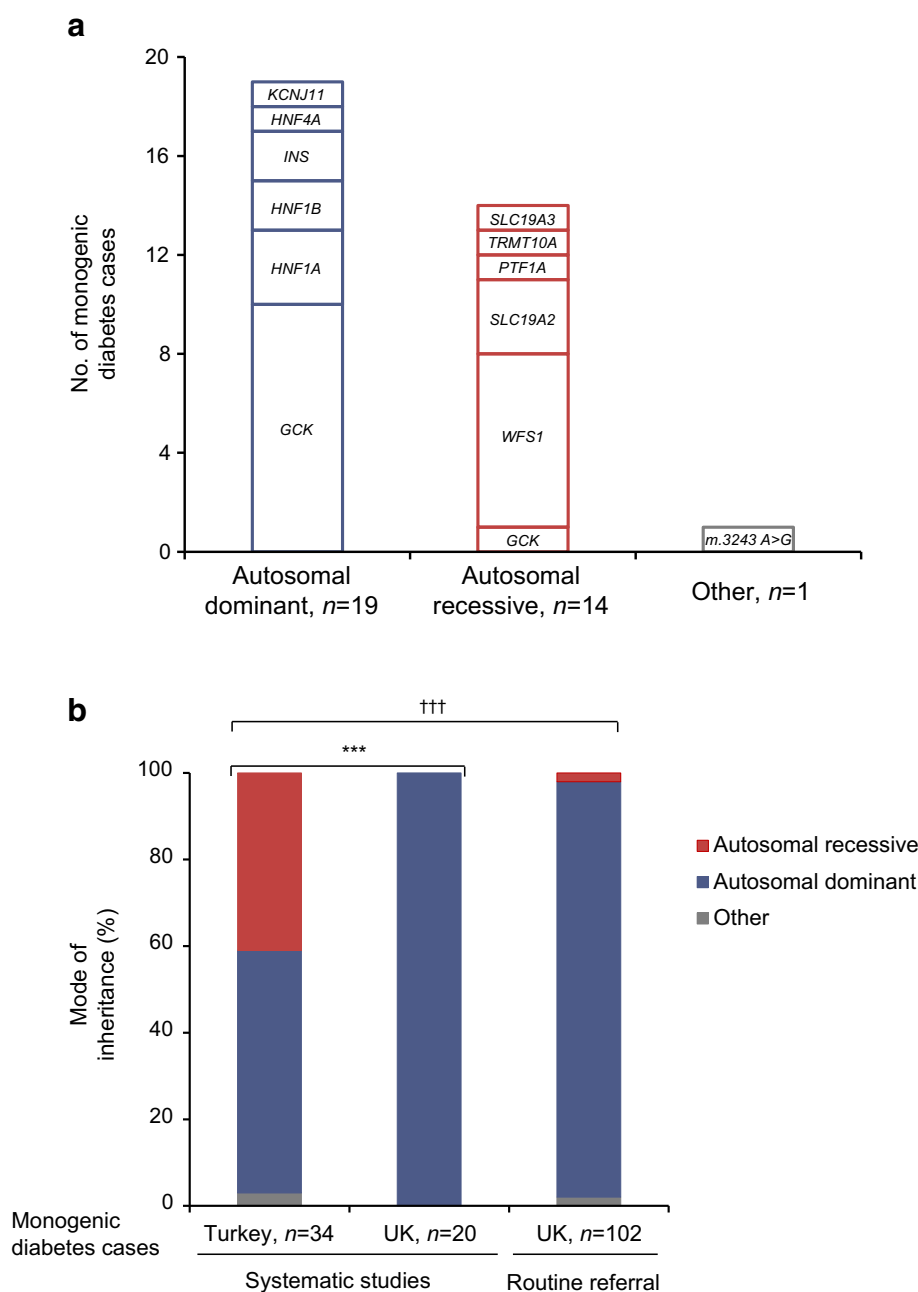 a
No. of monogenic
diabetes cases
20
16
12
8
4
0
KCNJ11
HNF4A
INS
HNF1B
HNF1A
GCK
SLC19A3
TRMT10A
PTF1A
SLC19A2
WFS1
GCK
m.3243 A>G
Autosomal
dominant, n=19
Autosomal
recessive, n=14
Other, n=1
b
†††
***
Mode of
inheritance (%)
100
80
60
40
20
0
Autosomal recessive
Autosomal dominant
Other
Monogenic
diabetes cases
Turkey, n=34
UK, n=20
UK, n=102
Systematic studies
Routine referral